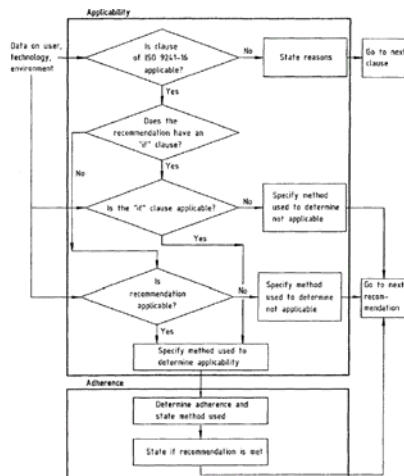 Applicability
Data on user,
technology,
environment
Is clause
of ISO 9241-16
applicable?
No
State reasons
Go to next
clause
Yes
Does the
recommendation have an
"if" clause?
No
Yes
Is the "if" clause applicable?
No
Specify method
used to determine
not applicable
Yes
Is
recommendation
applicable?
No
Specify method
used to determine
not applicable
Go to next
recom-
mendation
Yes
Specify method used to
determine applicability
Adherence
Determine adherence and
state method used
State if recommendation is met